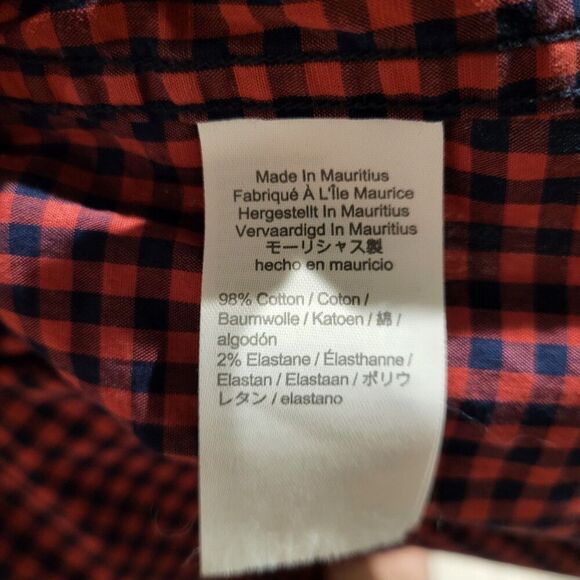 Made In Mauritius
Fabriqué À L'Île Maurice
Hergestellt In Mauritius
Vervaardigd In Mauritius
モーリシャス製
hecho en mauricio
98% Cotton / Coton /
Baumwolle / Katoen / 綿 /
algodón
2% Elastane / Élasthanne /
Elastan / Elastaan / ポリウ
レタン / elastano